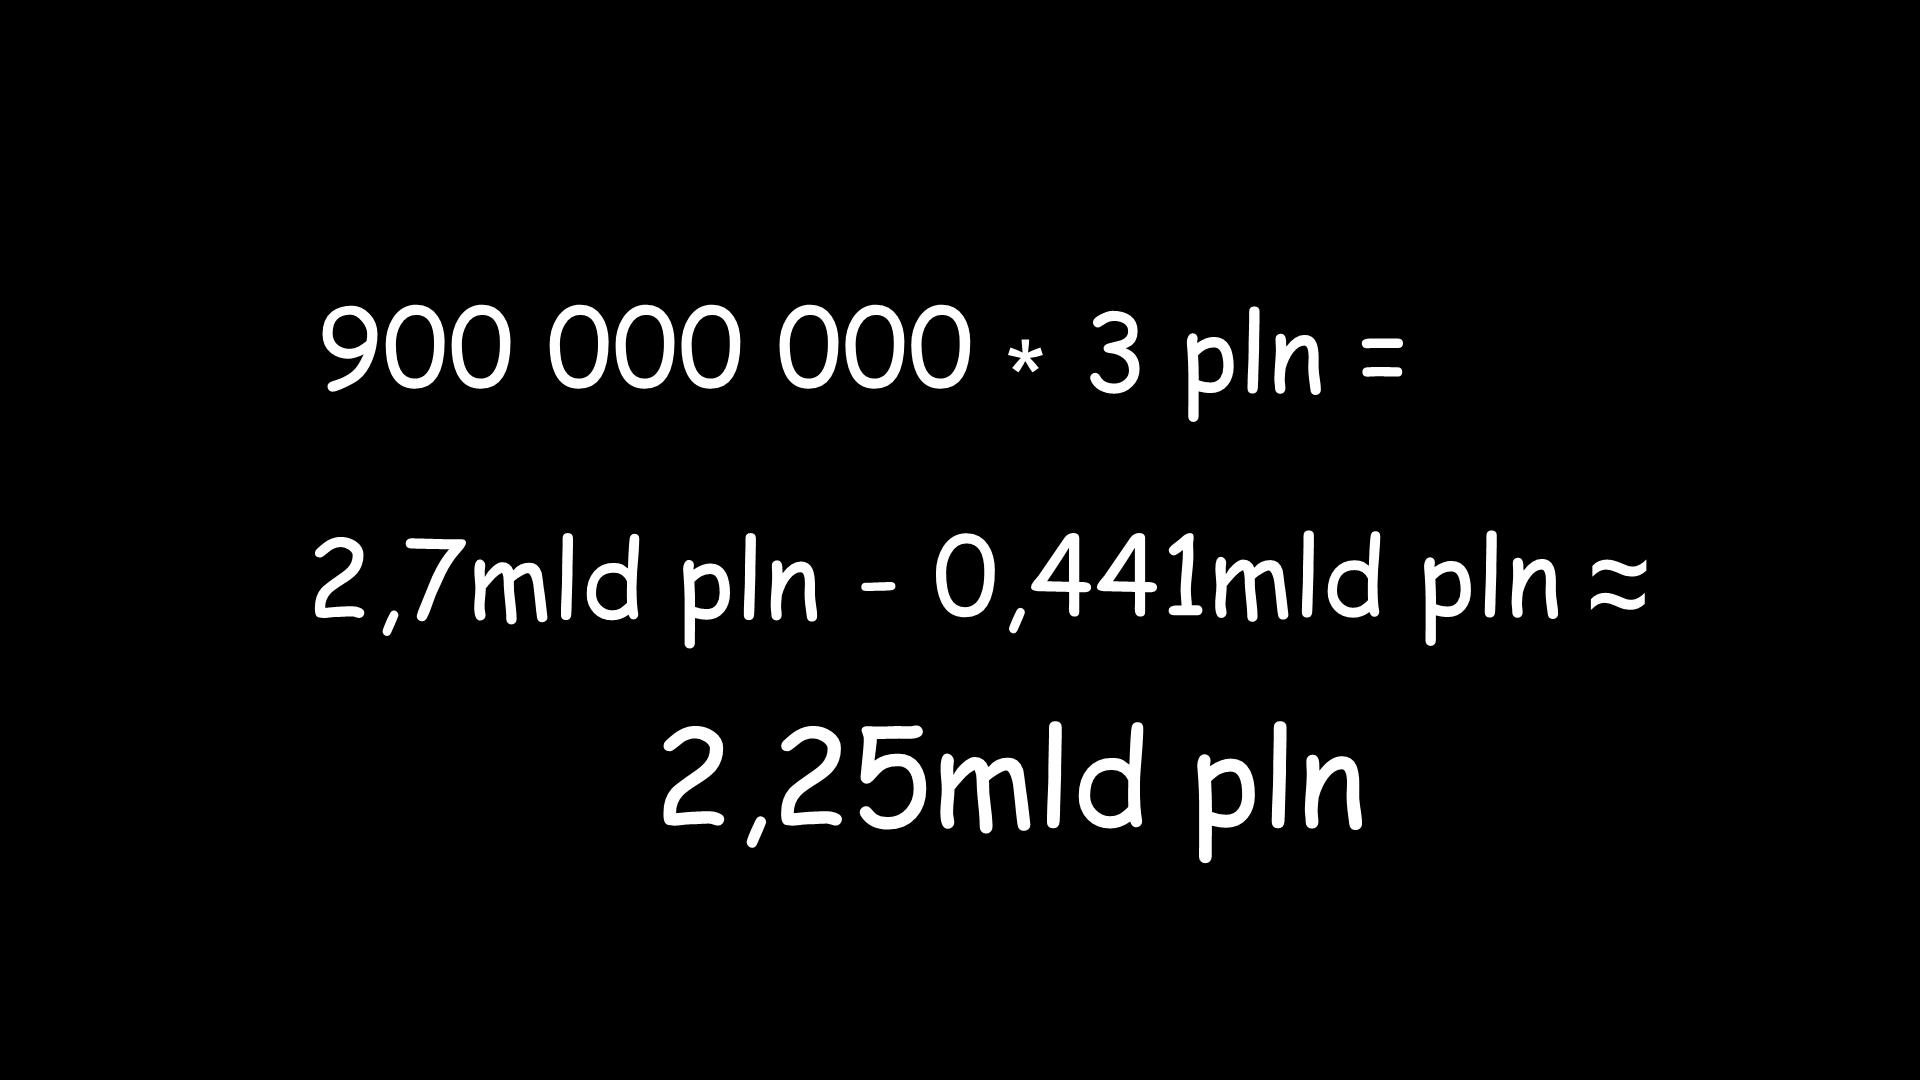 900 000 000 * 3 pln =
2,7mld pln - 0,441mld pln ≈
2,25mld pln